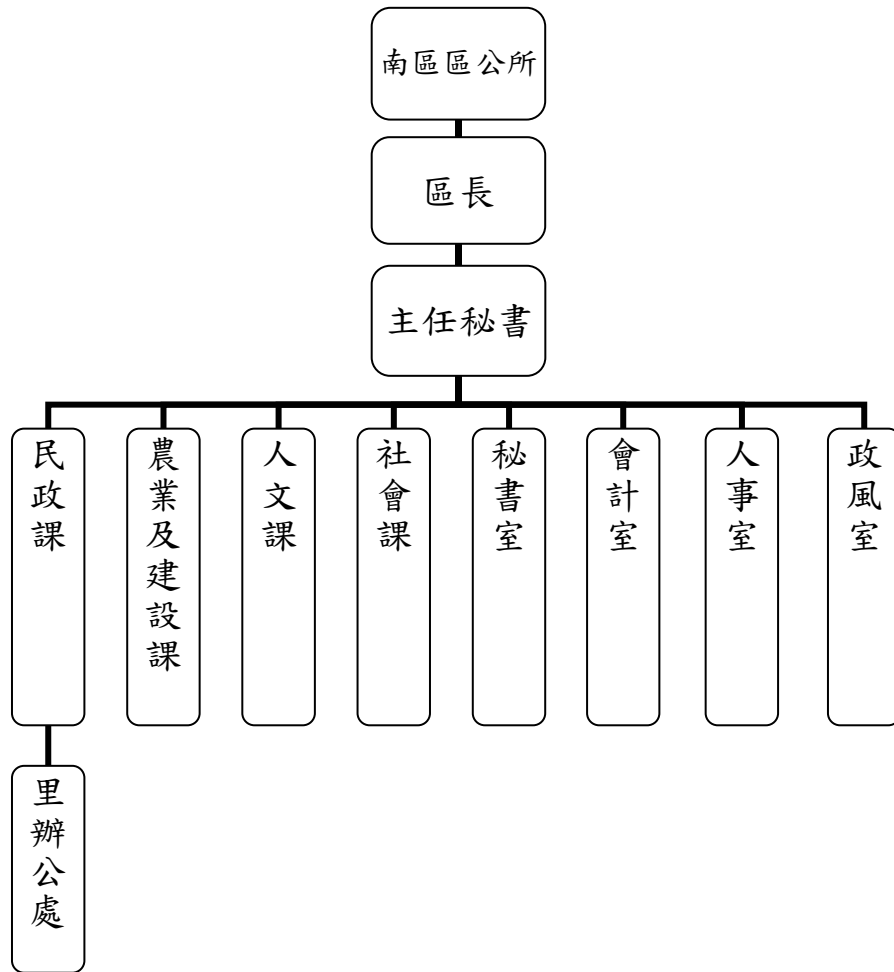 南區區公所
區長
主任秘書
民政課
農業及建設課
人文課
社會課
秘書室
會計室
人事室
政風室
里辦公處